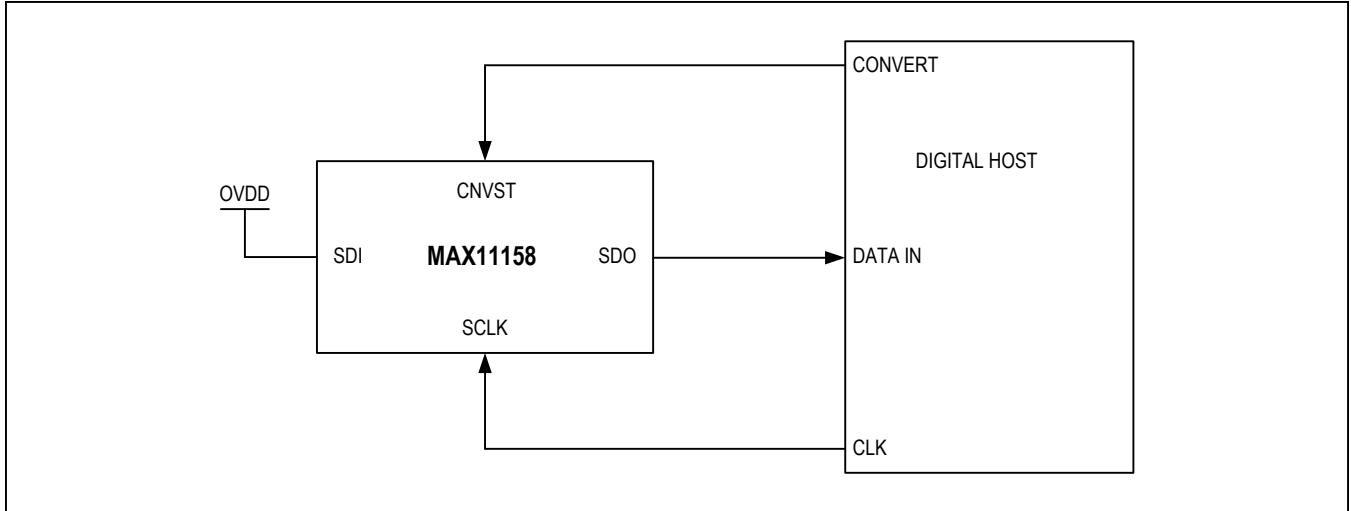 CONVERT
DIGITAL HOST
CNVST
OVDD
SDI MAX11158 SDO
DATA IN
SCLK
CLK